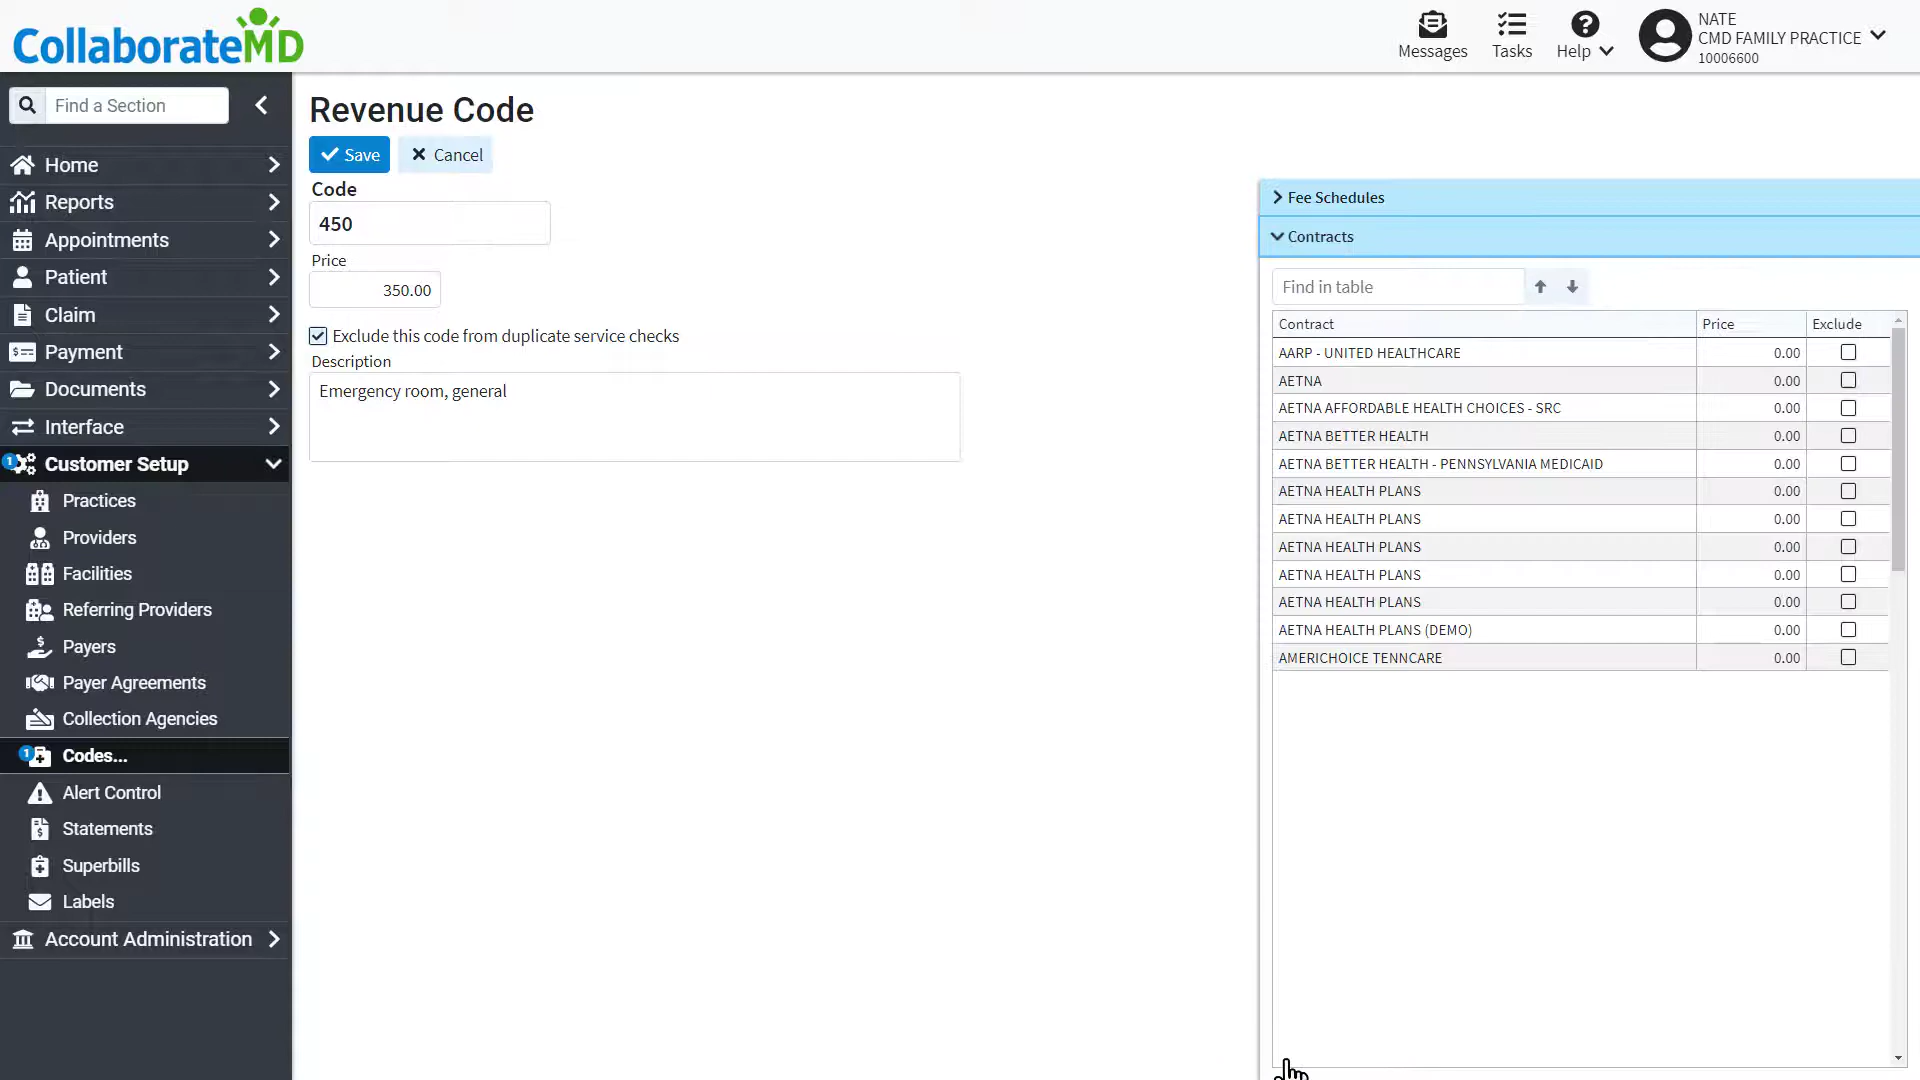 CollaborateMD
Messages
Tasks
Help
NATE
CMD FAMILY PRACTICE
10006600
Find a Section
Home
Reports
Appointments
Patient
Claim
Payment
Documents
Interface
1
Customer Setup
Practices
Providers
Facilities
Referring Providers
Payers
Payer Agreements
Collection Agencies
1
Codes...
Alert Control
Statements
Superbills
Labels
Account Administration
Revenue Code
Save
Cancel
Code
450
Price
350.00
Exclude this code from duplicate service checks
Description
Emergency room, general
Fee Schedules
Contracts
Find in table
Contract Price Exclude
AARP - UNITED HEALTHCARE 0.00
AETNA 0.00
AETNA AFFORDABLE HEALTH CHOICES - SRC 0.00
AETNA BETTER HEALTH 0.00
AETNA BETTER HEALTH - PENNSYLVANIA MEDICAID 0.00
AETNA HEALTH PLANS 0.00
AETNA HEALTH PLANS 0.00
AETNA HEALTH PLANS 0.00
AETNA HEALTH PLANS 0.00
AETNA HEALTH PLANS 0.00
AETNA HEALTH PLANS (DEMO) 0.00
AMERICHOICE TENNCARE 0.00